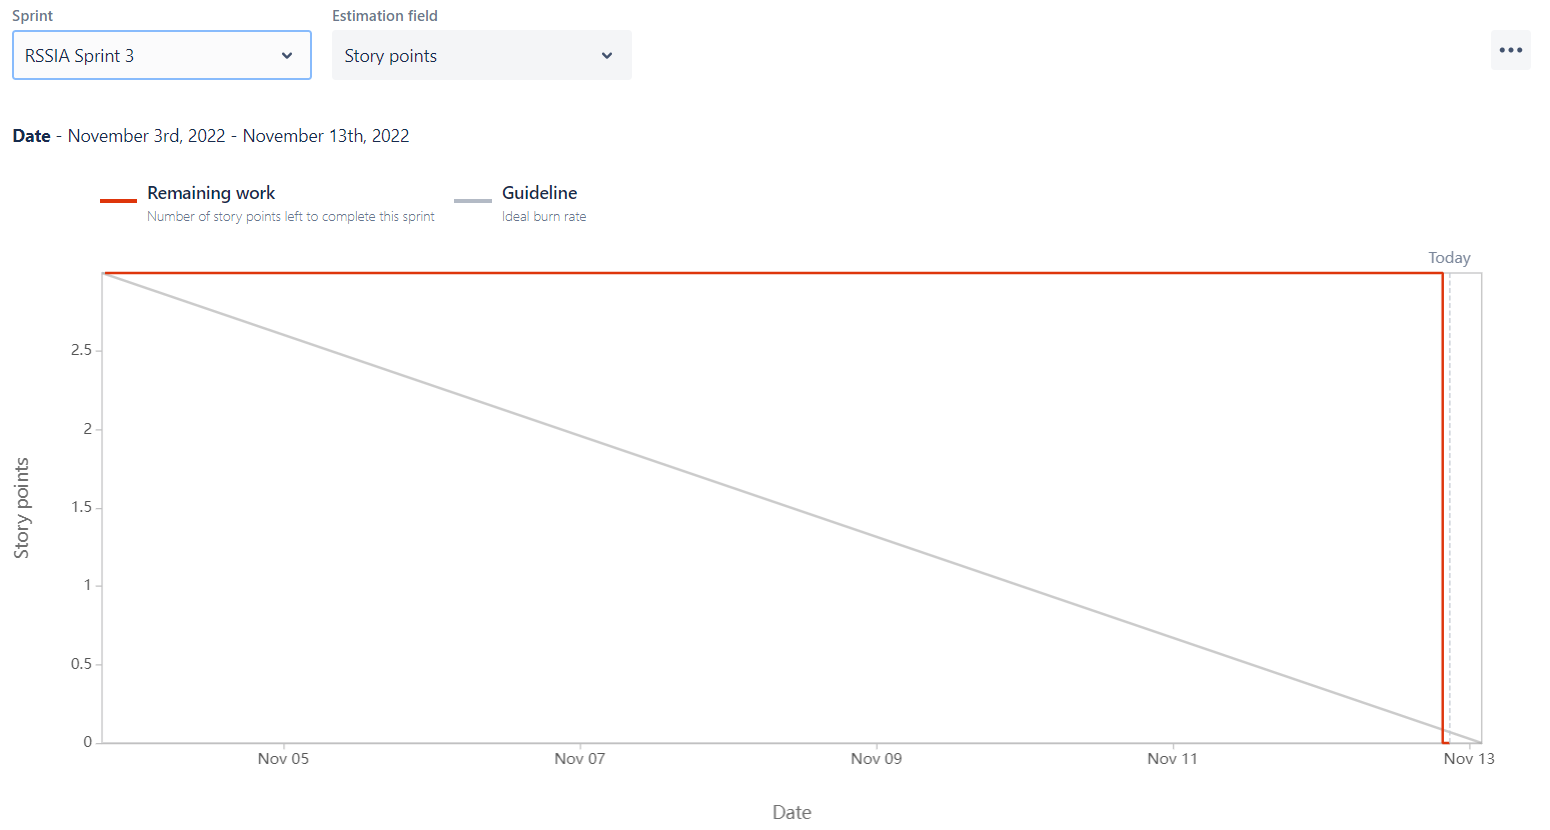 Sprint
Estimation field
RSSIA Sprint 3
Story points
Date - November 3rd, 2022 - November 13th, 2022
Remaining work
Number of story points left to complete this sprint
Guideline
Ideal burn rate
Today
2.5
2
1.5
1
0.5
0
Story points
Nov 05
Nov 07
Nov 09
Nov 11
Nov 13
Date